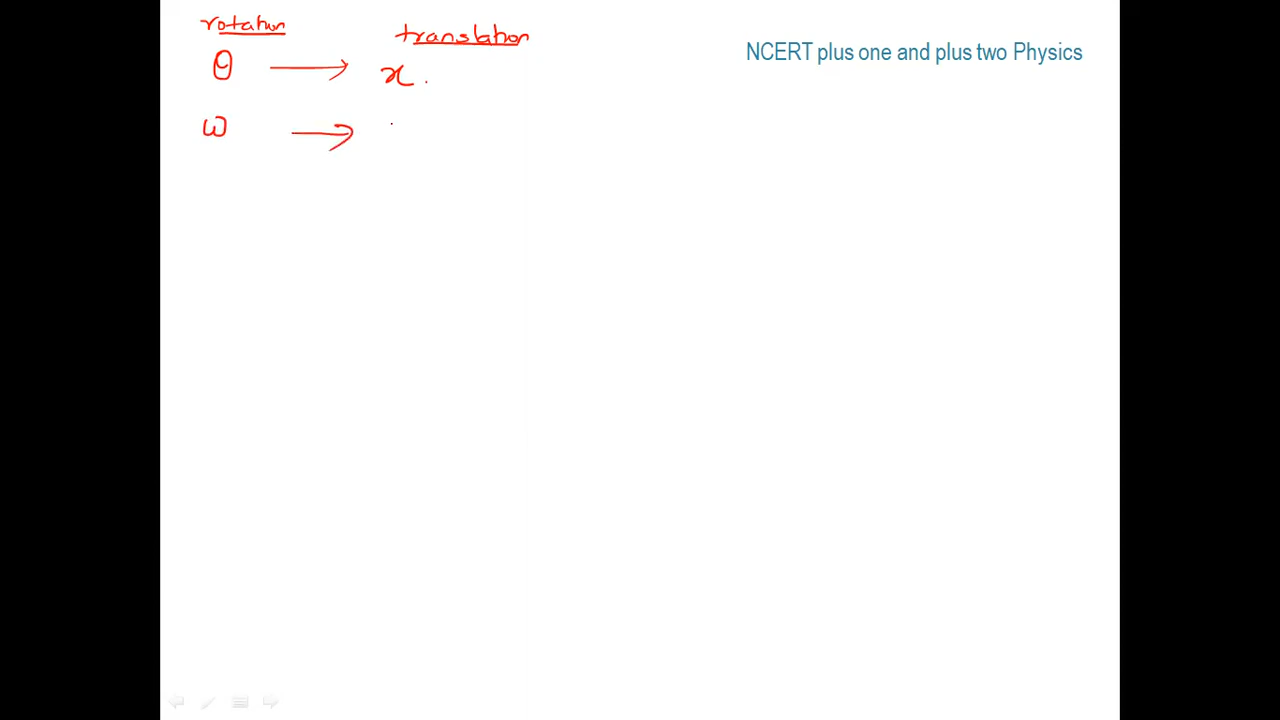 rotation translation
θ → x
ω →
NCERT plus one and plus two Physics